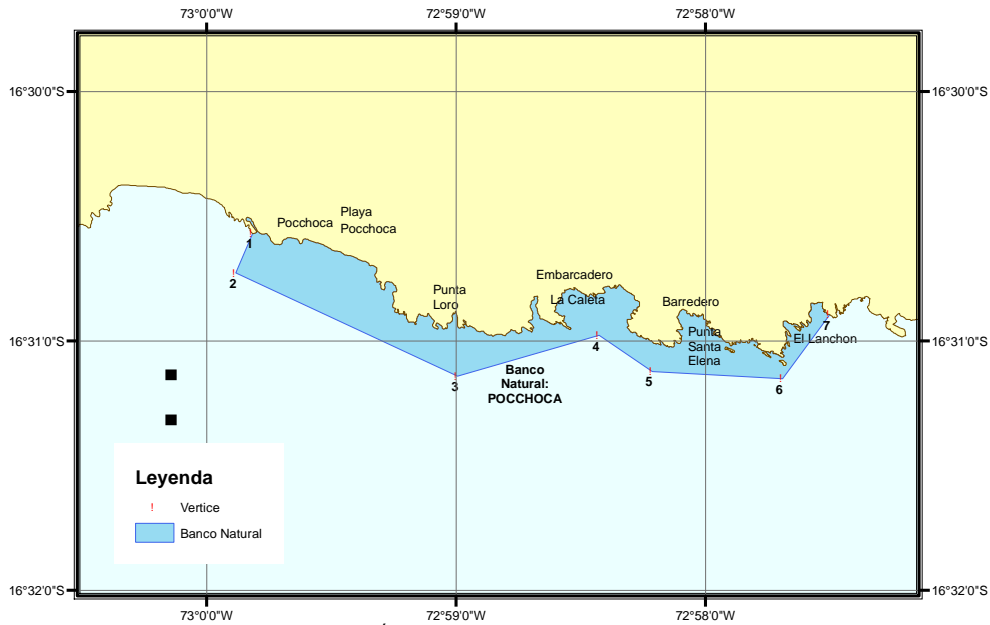 73°0'0"W
72°59'0"W
72°58'0"W
16°30'0"S
16°30'0"S
Playa
Pocchoca
Pocchoca
1
2
Punta
Loro
Embarcadero
La Caleta
Barredero
Punta
Santa
Elena
7
El Lanchon
16°31'0"S
16°31'0"S
4
3
5
6
Banco
Natural:
POCCHOCA
Leyenda
! Vertice
Banco Natural
16°32'0"S
16°32'0"S
73°0'0"W
72°59'0"W
72°58'0"W